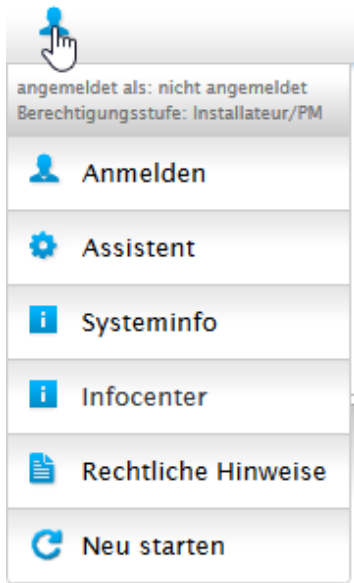 angemeldet als: nicht angemeldet
Berechtigungsstufe: Installateur/PM
Anmelden
Assistent
Systeminfo
Infocenter
Rechtliche Hinweise
Neu starten